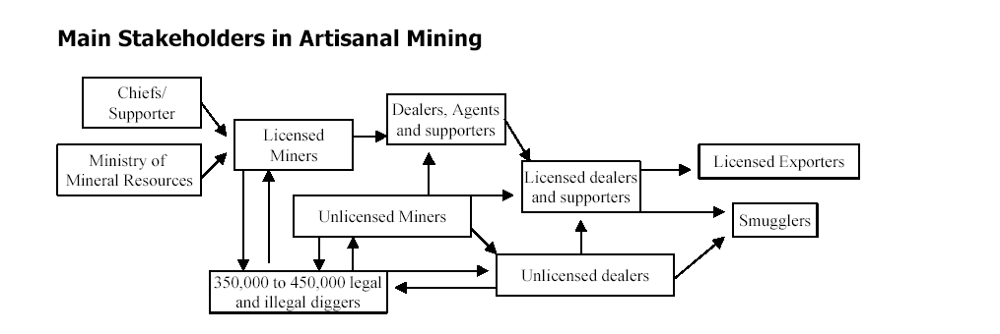 Main Stakeholders in Artisanal Mining
Chiefs/
Supporter
Dealers, Agents
and supporters
Licensed
Miners
Ministry of
Mineral Resources
Licensed Exporters
Licensed dealers
and supporters
Unlicensed Miners
Smugglers
Unlicensed dealers
350,000 to 450,000 legal
and illegal diggers